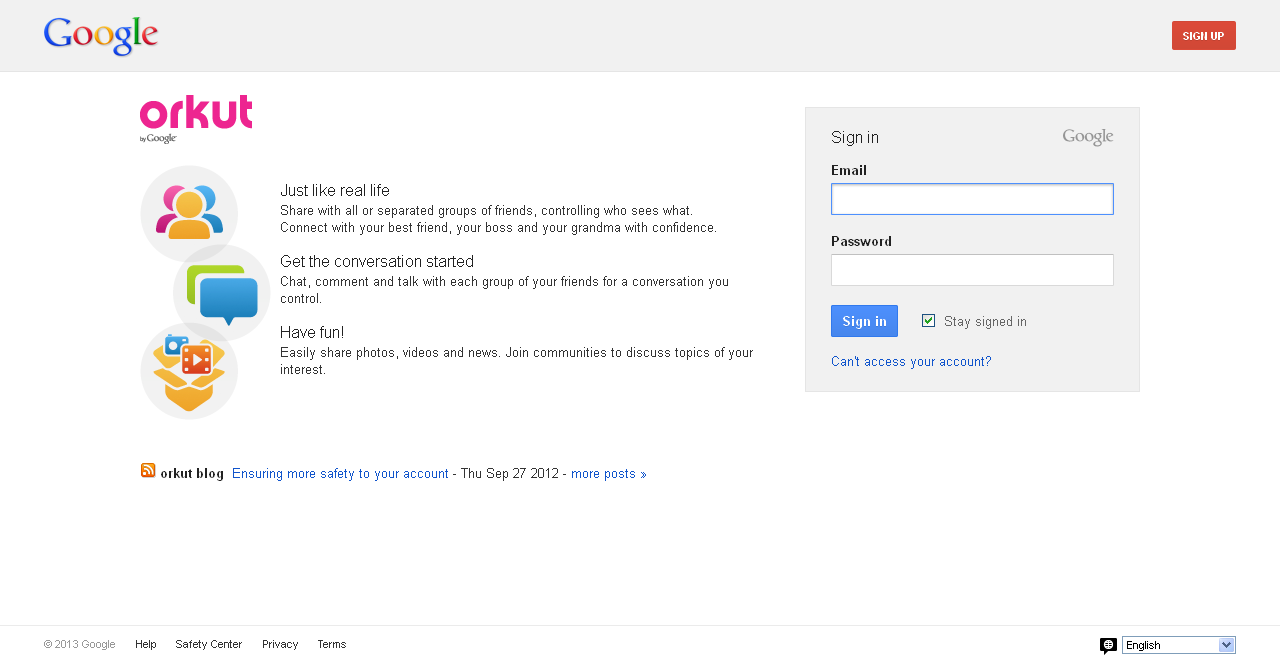 Google
SIGN UP
orkut
by Google
Just like real life
Share with all or separated groups of friends, controlling who sees what.
Connect with your best friend, your boss and your grandma with confidence.
Get the conversation started
Chat, comment and talk with each group of your friends for a conversation you
control.
Have fun!
Easily share photos, videos and news. Join communities to discuss topics of your
interest.
orkut blog Ensuring more safety to your account - Thu Sep 27 2012 - more posts »
Sign in Google
Email
Password
Sign in Stay signed in
Can't access your account?
© 2013 Google Help Safety Center Privacy Terms English